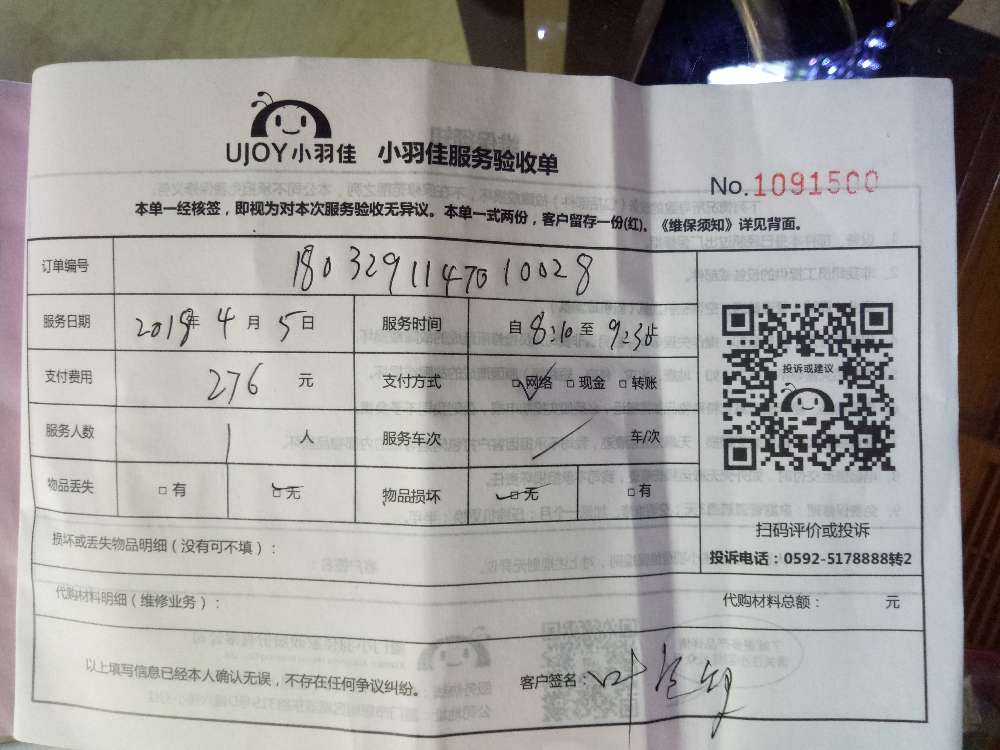 UJOY小羽佳 小羽佳服务验收单
No.1091500
本单一经核签，即视为对本次服务验收无异议。本单一式两份，客户留存一份(红)。《维保须知》详见背面。
订单编号 180329114701 0028
服务日期 2018年 4 月 5 日 服务时间 自 8:10 至 9:30 止
支付费用 276 元 支付方式 □网络 □现金 □转账
服务人数 1 人 服务车次 / 车/次
物品丢失 □有 □无 物品损坏 □无 □有
投诉或建议
扫码评价或投诉
投诉电话：0592-5178888转2
损坏或丢失物品明细（没有可不填）：
代购材料明细（维修业务）： 代购材料总额： 元
以上填写信息已经本人确认无误，不存在任何争议纠纷。 客户签名：叶